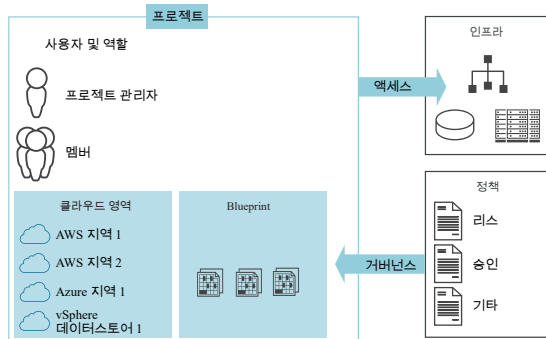 프로젝트
사용자 및 역할
프로젝트 관리자
멤버
클라우드 영역
AWS 지역 1
AWS 지역 2
Azure 지역 1
vSphere
데이터스토어 1
Blueprint
액세스
거버넌스
인프라
정책
리스
승인
기타